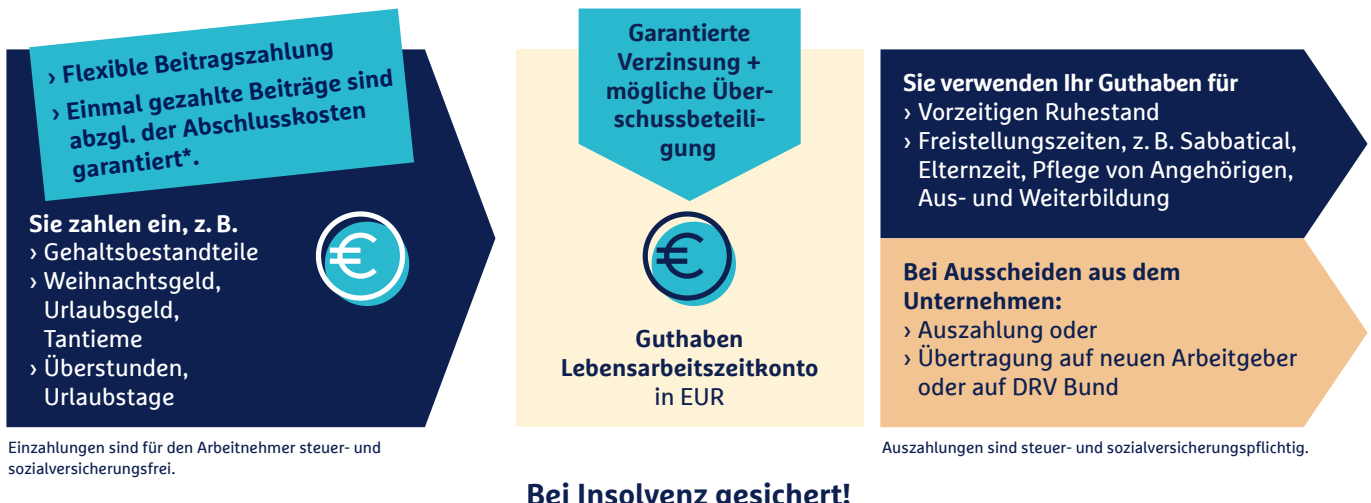 › Flexible Beitragszahlung
› Einmal gezahlte Beiträge sind
abzgl. der Abschlusskosten
garantiert*.
Sie zahlen ein, z. B.
› Gehaltsbestandteile
› Weihnachtsgeld,
Urlaubsgeld,
Tantieme
› Überstunden,
Urlaubstage
Einzahlungen sind für den Arbeitnehmer steuer- und
sozialversicherungsfrei.
Garantierte
Verzinsung +
mögliche Über-
schussbeteili-
gung
€
Guthaben
Lebensarbeitszeitkonto
in EUR
Sie verwenden Ihr Guthaben für
› Vorzeitigen Ruhestand
› Freistellungszeiten, z. B. Sabbatical,
Elternzeit, Pflege von Angehörigen,
Aus- und Weiterbildung
Bei Ausscheiden aus dem
Unternehmen:
› Auszahlung oder
› Übertragung auf neuen Arbeitgeber
oder auf DRV Bund
Auszahlungen sind steuer- und sozialversicherungspflichtig.
Bei Insolvenz gesichert!